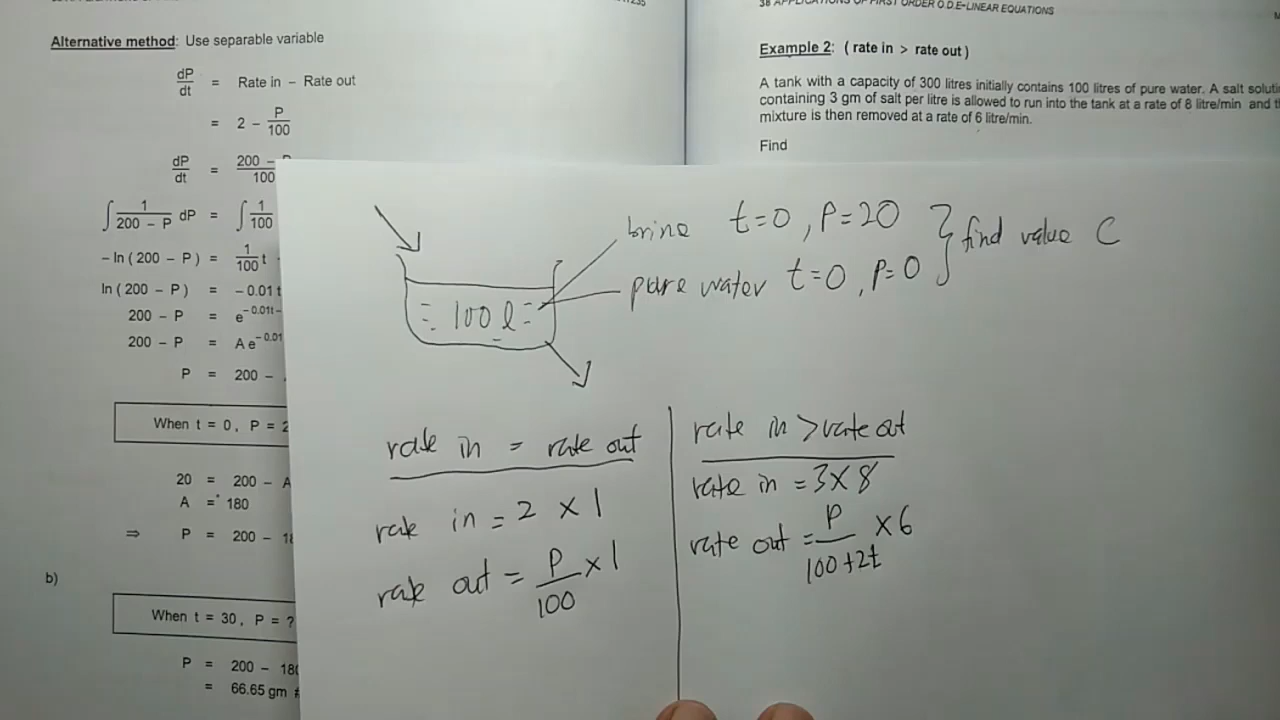 Alternative method: Use separable variable
dP/dt = Rate in − Rate out
= 2 − P/100
dP/dt = 200 −
100
∫ 1/(200 − P) dP = ∫ 1/100
-ln ( 200 − P ) = 1/100 t
ln ( 200 − P ) = − 0.01 t
200 − P = e^−0.01t−
200 − P = A e^−0.01
P = 200 −
When t = 0 , P = 2
20 = 200 − A
A = 180
⇒ P = 200 −
b)
When t = 30 , P = ?
P = 200 − 180
= 66.65 gm
38 APPLICATIONS OF FIRST ORDER O.D.E-LINEAR EQUATIONS
Example 2: ( rate in > rate out )
A tank with a capacity of 300 litres initially contains 100 litres of pure water. A salt
containing 3 gm of salt per litre is allowed to run into the tank at a rate of 8 litre/min and
mixture is then removed at a rate of 6 litre/min.
Find
brine t=0 , P=20 } find value C
pure water t=0 , P=0
100 l
rate in = rate out
rate in = 2 x 1
rate out = P/100 x 1
rate in > rate out
rate in = 3 x 8
rate out = P/(100+2t) x 6